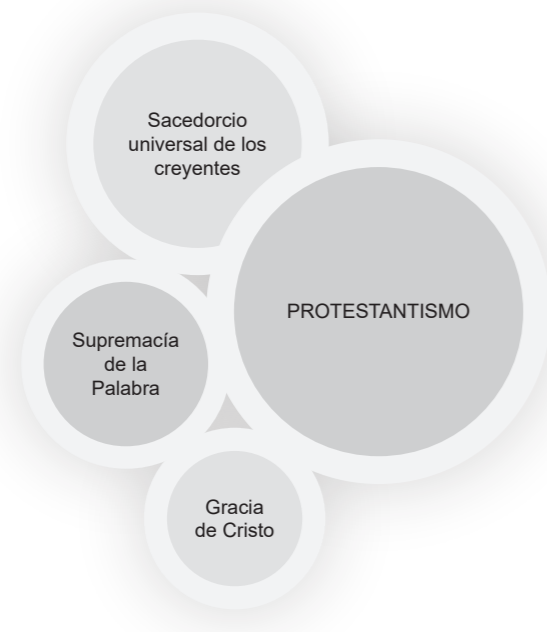 Sacedorcio
universal de los
creyentes
PROTESTANTISMO
Supremacía
de la
Palabra
Gracia
de Cristo